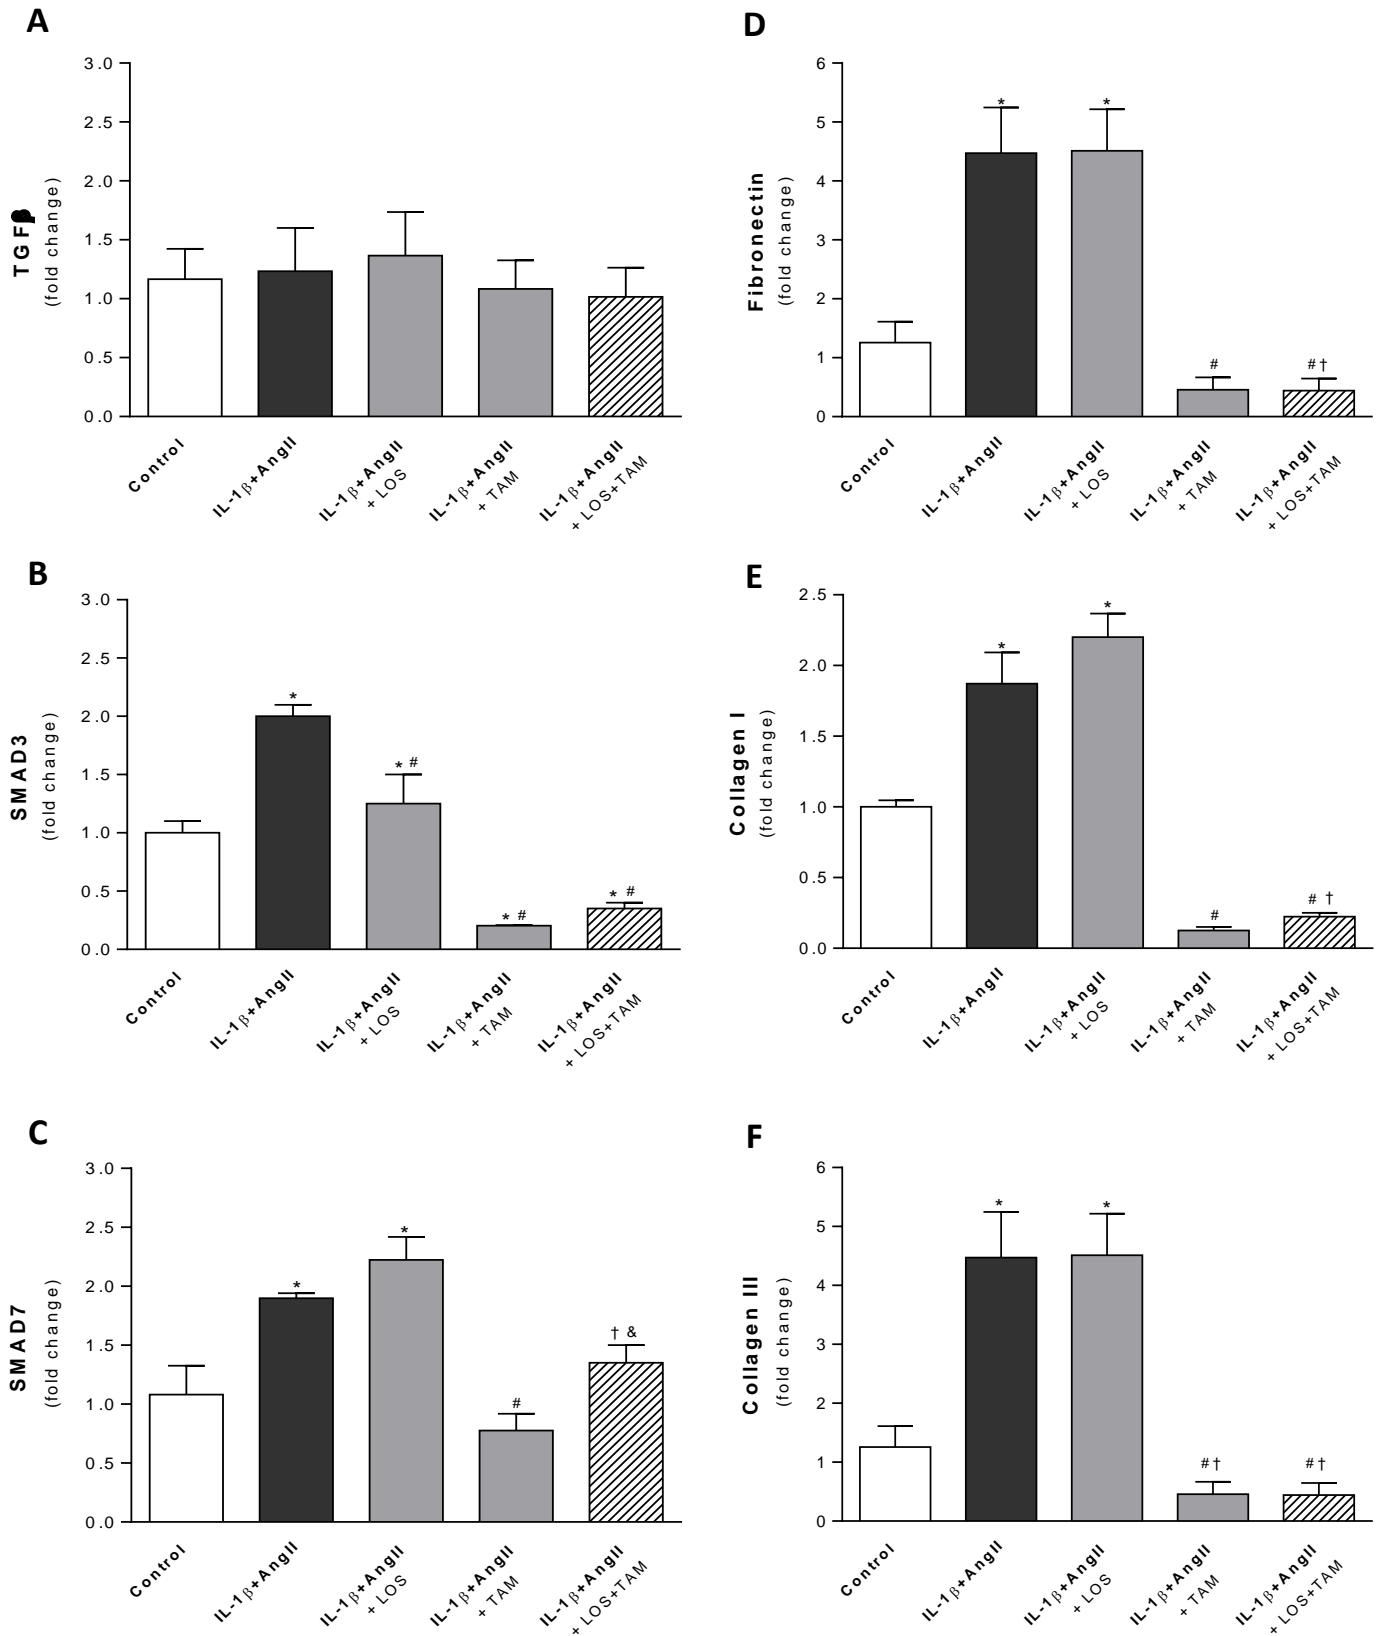 A
TGFβ
(fold change)
3.0
2.5
2.0
1.5
1.0
0.5
0.0
Control
IL-1β+AngII
IL-1β+AngII
+ LOS
IL-1β+AngII
+ TAM
IL-1β+AngII
+ LOS+TAM
B
SMAD3
(fold change)
3.0
2.5
2.0
1.5
1.0
0.5
0.0
*
* #
* #
* #
Control
IL-1β+AngII
IL-1β+AngII
+ LOS
IL-1β+AngII
+ TAM
IL-1β+AngII
+ LOS+TAM
C
SMAD7
(fold change)
3.0
2.5
2.0
1.5
1.0
0.5
0.0
*
*
#
† &
Control
IL-1β+AngII
IL-1β+AngII
+ LOS
IL-1β+AngII
+ TAM
IL-1β+AngII
+ LOS+TAM
D
Fibronectin
(fold change)
6
5
4
3
2
1
0
*
*
#
#†
Control
IL-1β+AngII
IL-1β+AngII
+ LOS
IL-1β+AngII
+ TAM
IL-1β+AngII
+ LOS+TAM
E
Collagen I
(fold change)
2.5
2.0
1.5
1.0
0.5
0.0
*
*
#
# †
Control
IL-1β+AngII
IL-1β+AngII
+ LOS
IL-1β+AngII
+ TAM
IL-1β+AngII
+ LOS+TAM
F
Collagen III
(fold change)
6
5
4
3
2
1
0
*
*
#†
#†
Control
IL-1β+AngII
IL-1β+AngII
+ LOS
IL-1β+AngII
+ TAM
IL-1β+AngII
+ LOS+TAM